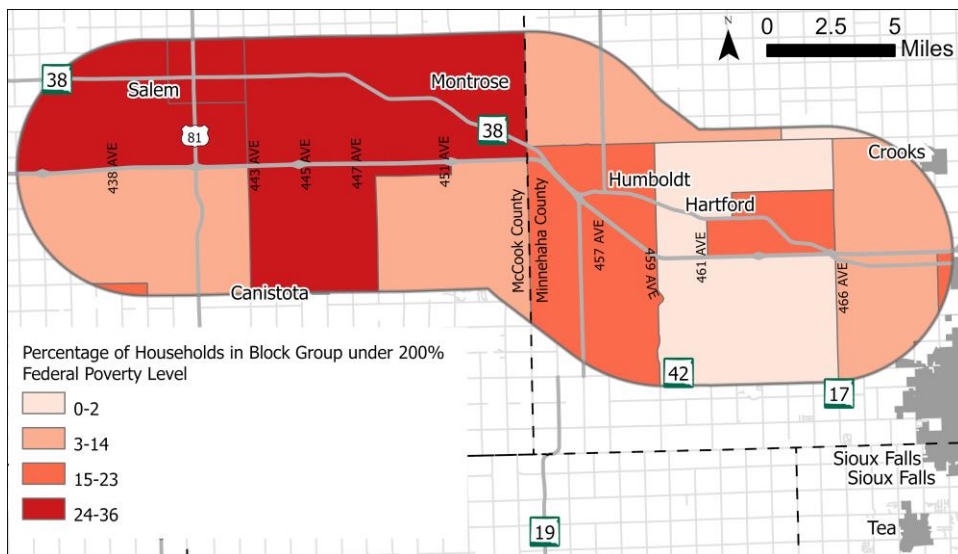 N
0 2.5 5
Miles
38
Salem
Montrose
81
38
438 AVE
443 AVE
445 AVE
447 AVE
451 AVE
Crooks
Humboldt
Hartford
McCook County
Minnehaha County
457 AVE
459 AVE
461 AVE
466 AVE
Canistota
42
17
Percentage of Households in Block Group under 200%
Federal Poverty Level
0-2
3-14
15-23
24-36
Sioux Falls
Sioux Falls
19
Tea